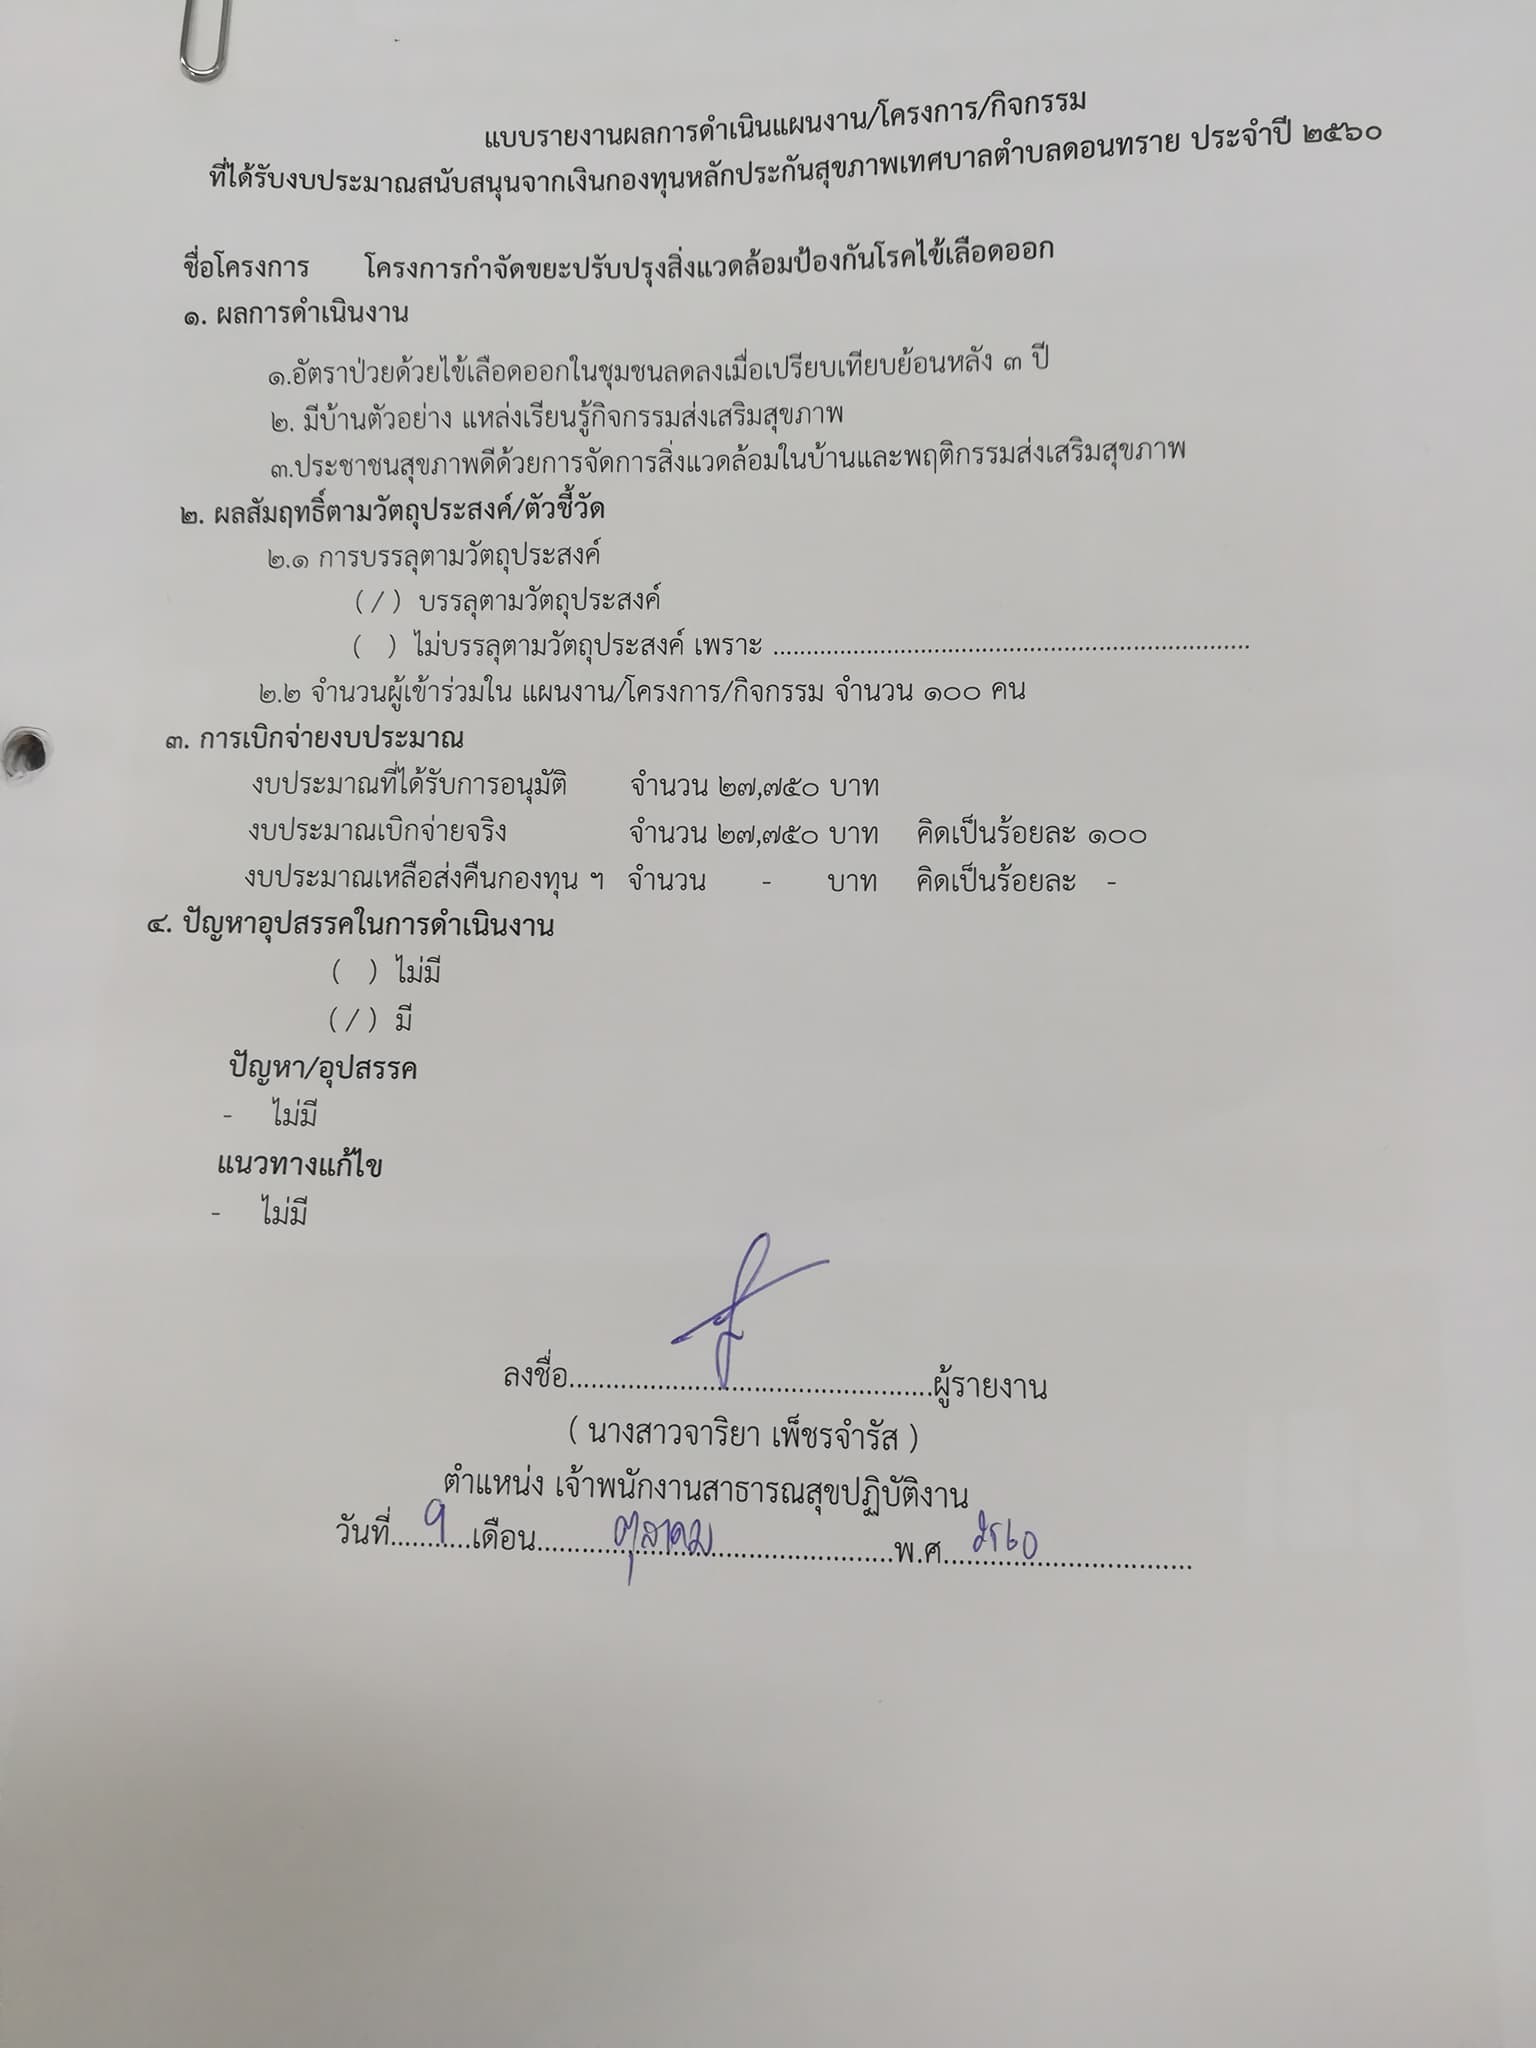 แบบรายงานผลการดำเนินแผนงาน/โครงการ/กิจกรรม
ที่ได้รับงบประมาณสนับสนุนจากเงินกองทุนหลักประกันสุขภาพเทศบาลตำบลดอนทราย ประจำปี ๒๕๖๐
ชื่อโครงการ โครงการกำจัดขยะปรับปรุงสิ่งแวดล้อมป้องกันโรคไข้เลือดออก
๑. ผลการดำเนินงาน
๑.อัตราป่วยด้วยไข้เลือดออกในชุมชนลดลงเมื่อเปรียบเทียบย้อนหลัง ๓ ปี
๒. มีบ้านตัวอย่าง แหล่งเรียนรู้กิจกรรมส่งเสริมสุขภาพ
๓.ประชาชนสุขภาพดีด้วยการจัดการสิ่งแวดล้อมในบ้านและพฤติกรรมส่งเสริมสุขภาพ
๒. ผลสัมฤทธิ์ตามวัตถุประสงค์/ตัวชี้วัด
๒.๑ การบรรลุตามวัตถุประสงค์
( / ) บรรลุตามวัตถุประสงค์
( ) ไม่บรรลุตามวัตถุประสงค์ เพราะ ........................................................................
๒.๒ จำนวนผู้เข้าร่วมใน แผนงาน/โครงการ/กิจกรรม จำนวน ๑๐๐ คน
๓. การเบิกจ่ายงบประมาณ
งบประมาณที่ได้รับการอนุมัติ จำนวน ๒๗,๗๕๐ บาท
งบประมาณเบิกจ่ายจริง จำนวน ๒๗,๗๕๐ บาท คิดเป็นร้อยละ ๑๐๐
งบประมาณเหลือส่งคืนกองทุน ฯ จำนวน - บาท คิดเป็นร้อยละ -
๔. ปัญหาอุปสรรคในการดำเนินงาน
( ) ไม่มี
( / ) มี
ปัญหา/อุปสรรค
- ไม่มี
แนวทางแก้ไข
- ไม่มี
ลงชื่อ.................................................ผู้รายงาน
( นางสาวจาริยา เพ็ชรจำรัส )
ตำแหน่ง เจ้าพนักงานสาธารณสุขปฏิบัติงาน
วันที่....๑....เดือน..........ตุลาคม..........พ.ศ....๒๕๖๐....